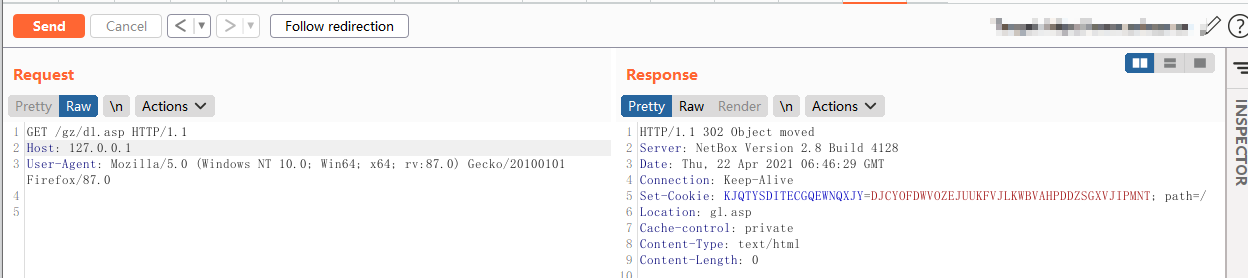 Send Cancel < ▼ > ▼ Follow redirection ?
Request
Pretty Raw \n Actions
1 GET /gz/dl.asp HTTP/1.1
2 Host: 127.0.0.1
3 User-Agent: Mozilla/5.0 (Windows NT 10.0; Win64; x64; rv:87.0) Gecko/20100101
Firefox/87.0
4
5
Response
Pretty Raw Render \n Actions
1 HTTP/1.1 302 Object moved
2 Server: NetBox Version 2.8 Build 4128
3 Date: Thu, 22 Apr 2021 06:46:29 GMT
4 Connection: Keep-Alive
5 Set-Cookie: KJQTYSDITECGQEWNQXJY=DJCYOFDWVOZEJUUKFVJLKWBVAHPDDZSGXVJIPMNT; path=/
6 Location: gl.asp
7 Cache-control: private
8 Content-Type: text/html
9 Content-Length: 0
10
INSPECTOR